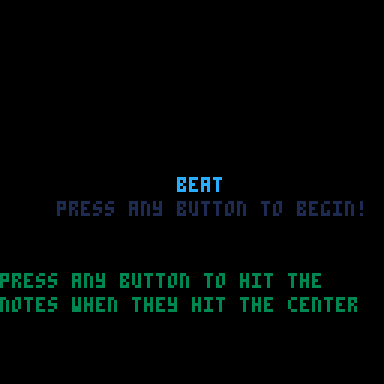 BEAT
PRESS ANY BUTTON TO BEGIN!
PRESS ANY BUTTON TO HIT THE
NOTES WHEN THEY HIT THE CENTER